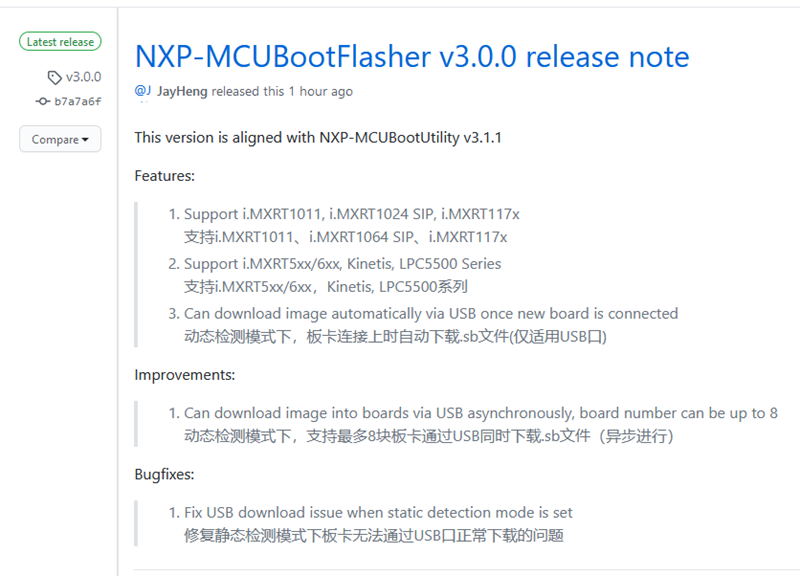 Latest release
v3.0.0
b7a7a6f
Compare
NXP-MCUBootFlasher v3.0.0 release note
@J JayHeng released this 1 hour ago
This version is aligned with NXP-MCUBootUtility v3.1.1
Features:
1. Support i.MXRT1011, i.MXRT1024 SIP, i.MXRT117x
支持i.MXRT1011、i.MXRT1064 SIP、i.MXRT117x
2. Support i.MXRT5xx/6xx, Kinetis, LPC5500 Series
支持i.MXRT5xx/6xx，Kinetis, LPC5500系列
3. Can download image automatically via USB once new board is connected
动态检测模式下，板卡连接上时自动下载.sb文件(仅适用USB口)
Improvements:
1. Can download image into boards via USB asynchronously, board number can be up to 8
动态检测模式下，支持最多8块板卡通过USB同时下载.sb文件（异步进行）
Bugfixes:
1. Fix USB download issue when static detection mode is set
修复静态检测模式下板卡无法通过USB口正常下载的问题